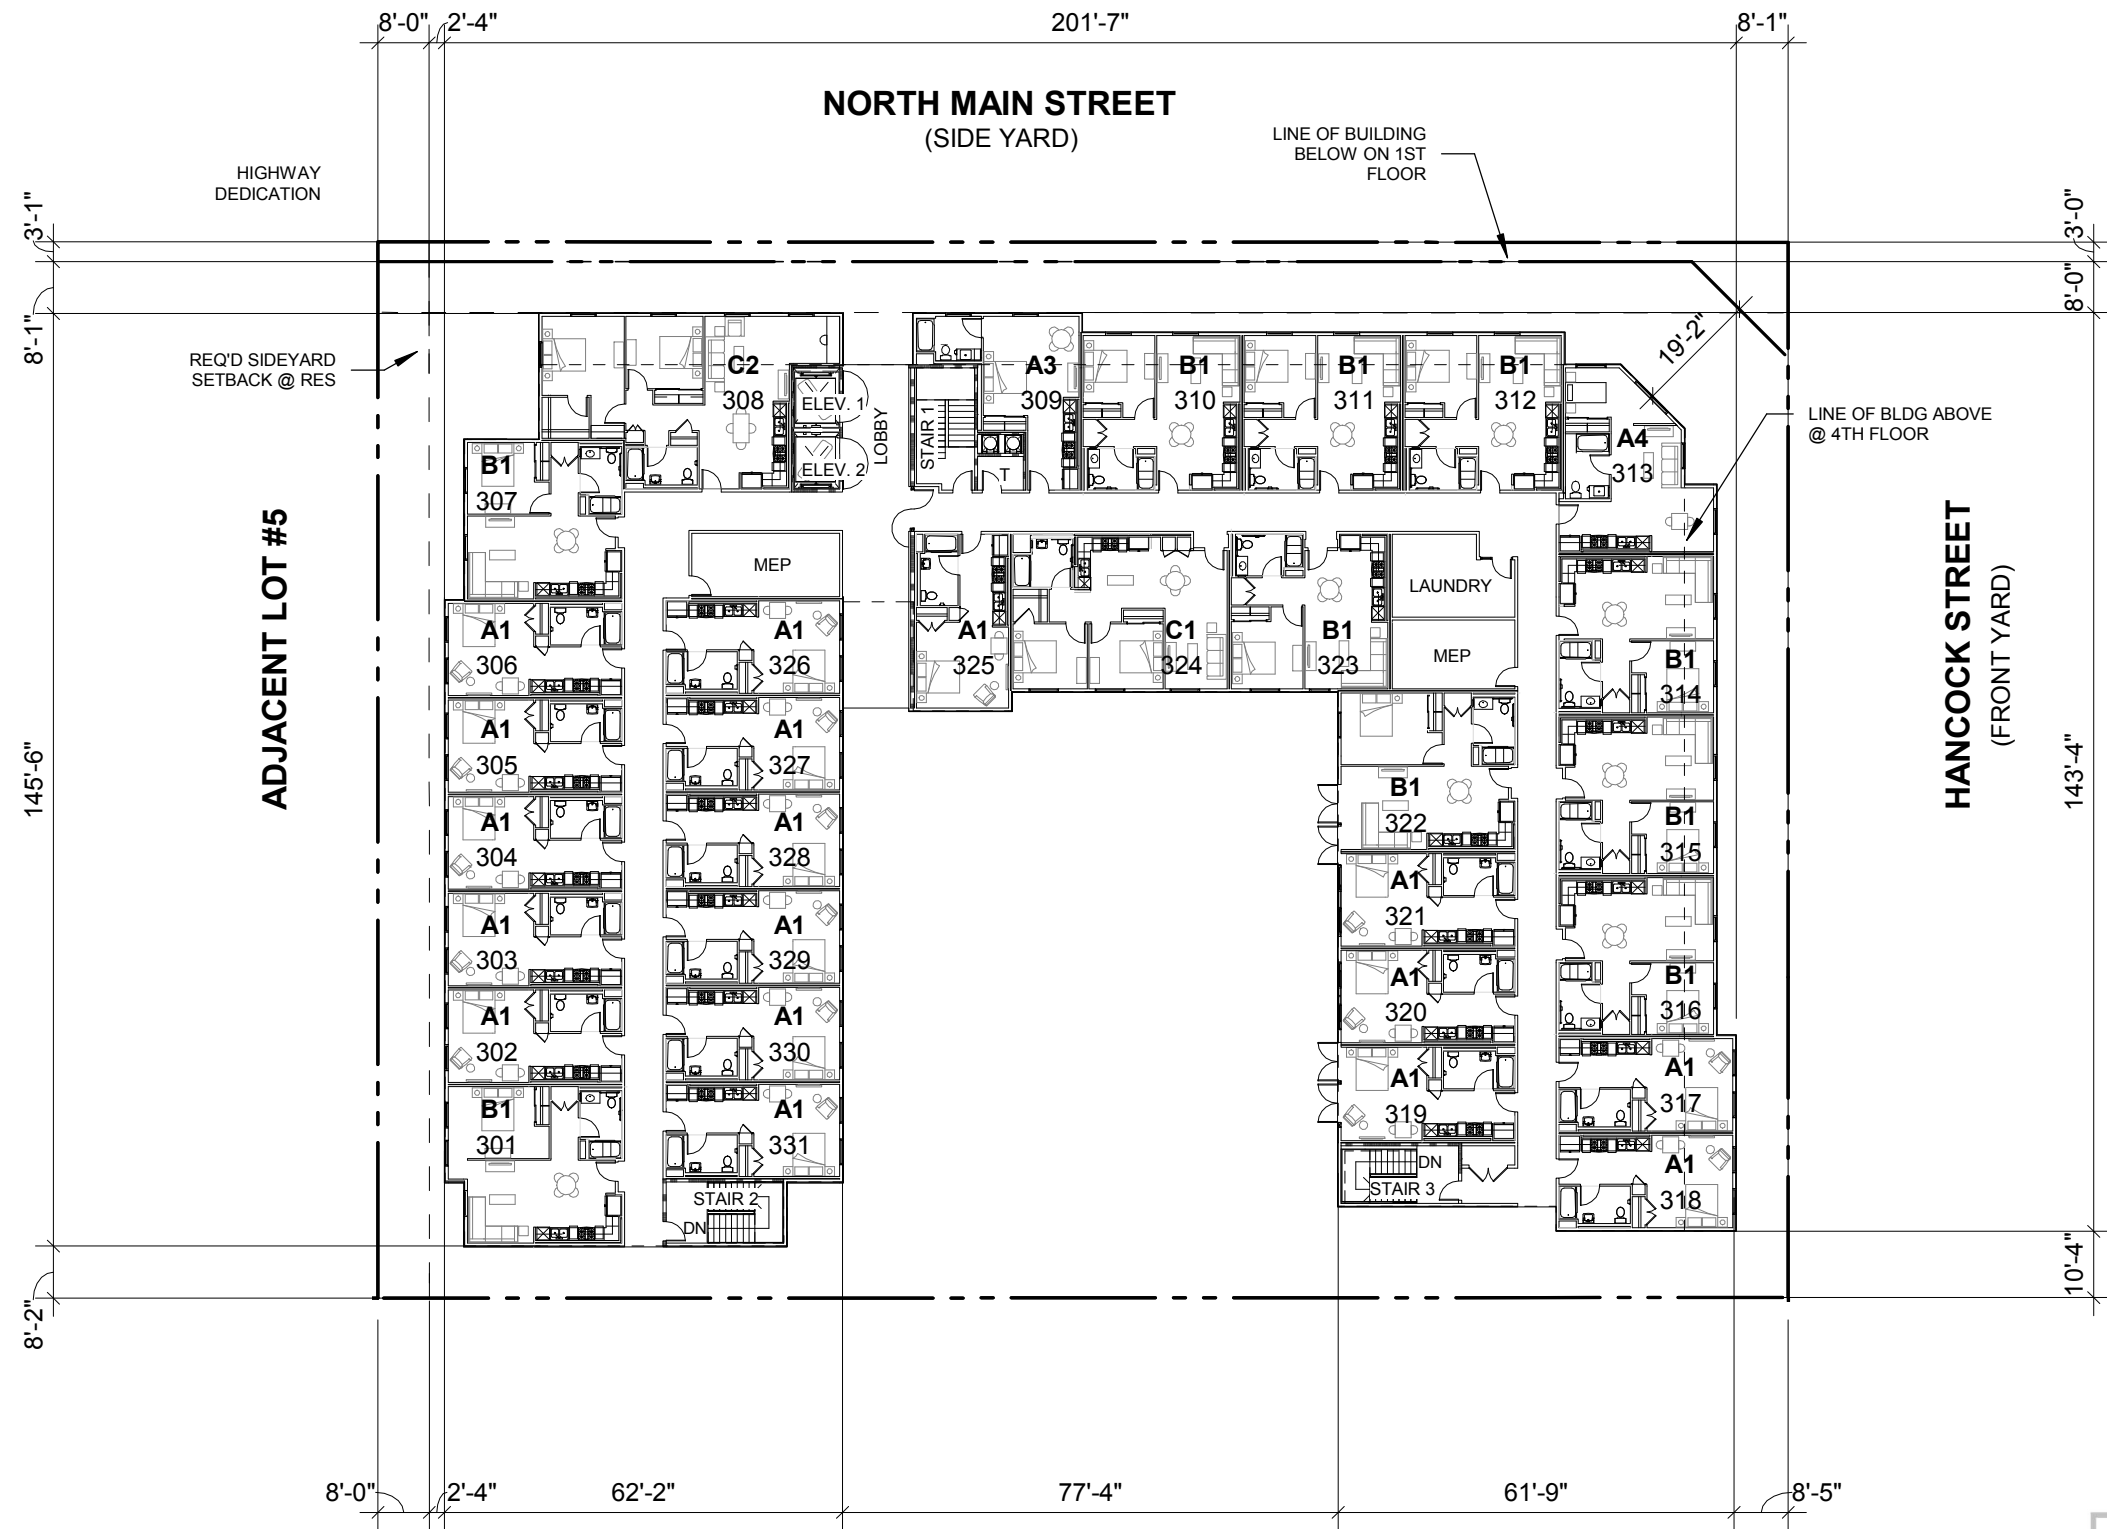 8'-0"
2'-4"
201'-7"
8'-1"
NORTH MAIN STREET
(SIDE YARD)
LINE OF BUILDING
BELOW ON 1ST
FLOOR
HIGHWAY
DEDICATION
3'-1"
3'-0"
8'-1"
8'-0"
REQ'D SIDEYARD
SETBACK @ RES
19'-2"
LINE OF BLDG ABOVE
@ 4TH FLOOR
C2
308
ELEV. 1
ELEV. 2
LOBBY
STAIR 1
T
A3
309
B1
310
B1
311
B1
312
A4
313
B1
307
MEP
LAUNDRY
MEP
ADJACENT LOT #5
HANCOCK STREET
(FRONT YARD)
145'-6"
143'-4"
A1
306
A1
326
A1
325
C1
324
B1
323
B1
314
A1
305
A1
327
B1
322
B1
315
A1
304
A1
328
A1
321
A1
303
A1
329
A1
320
B1
316
A1
302
A1
330
A1
319
A1
317
B1
301
A1
331
STAIR 2
DN
DN
STAIR 3
A1
318
8'-2"
10'-4"
8'-0"
2'-4"
62'-2"
77'-4"
61'-9"
8'-5"